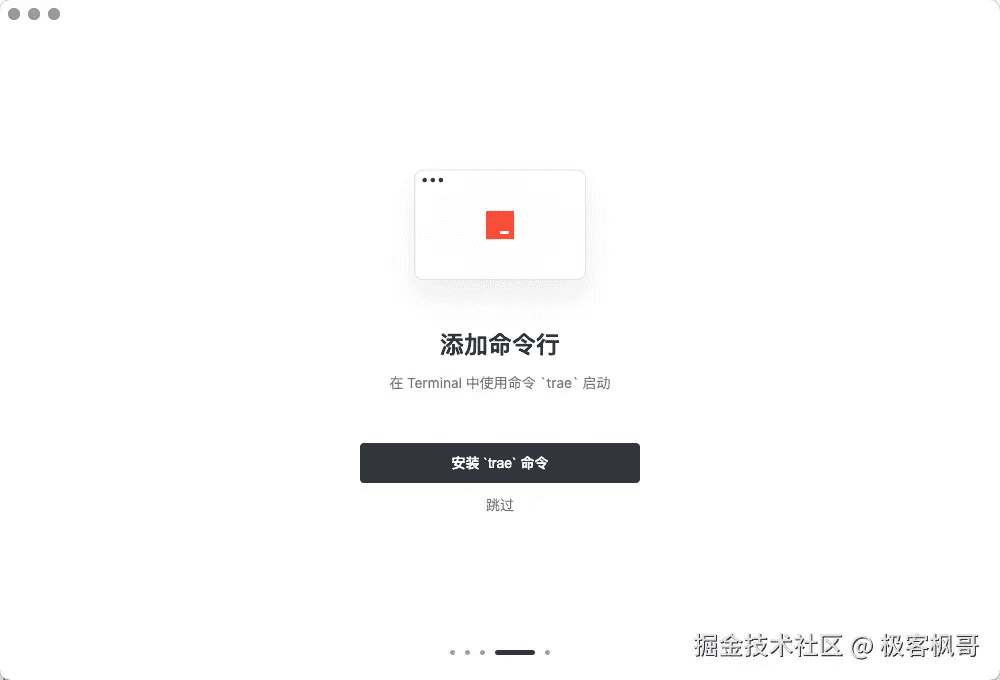 添加命令行
在 Terminal 中使用命令 `trae` 启动
安装 `trae` 命令
跳过
掘金技术社区 @ 极客枫哥